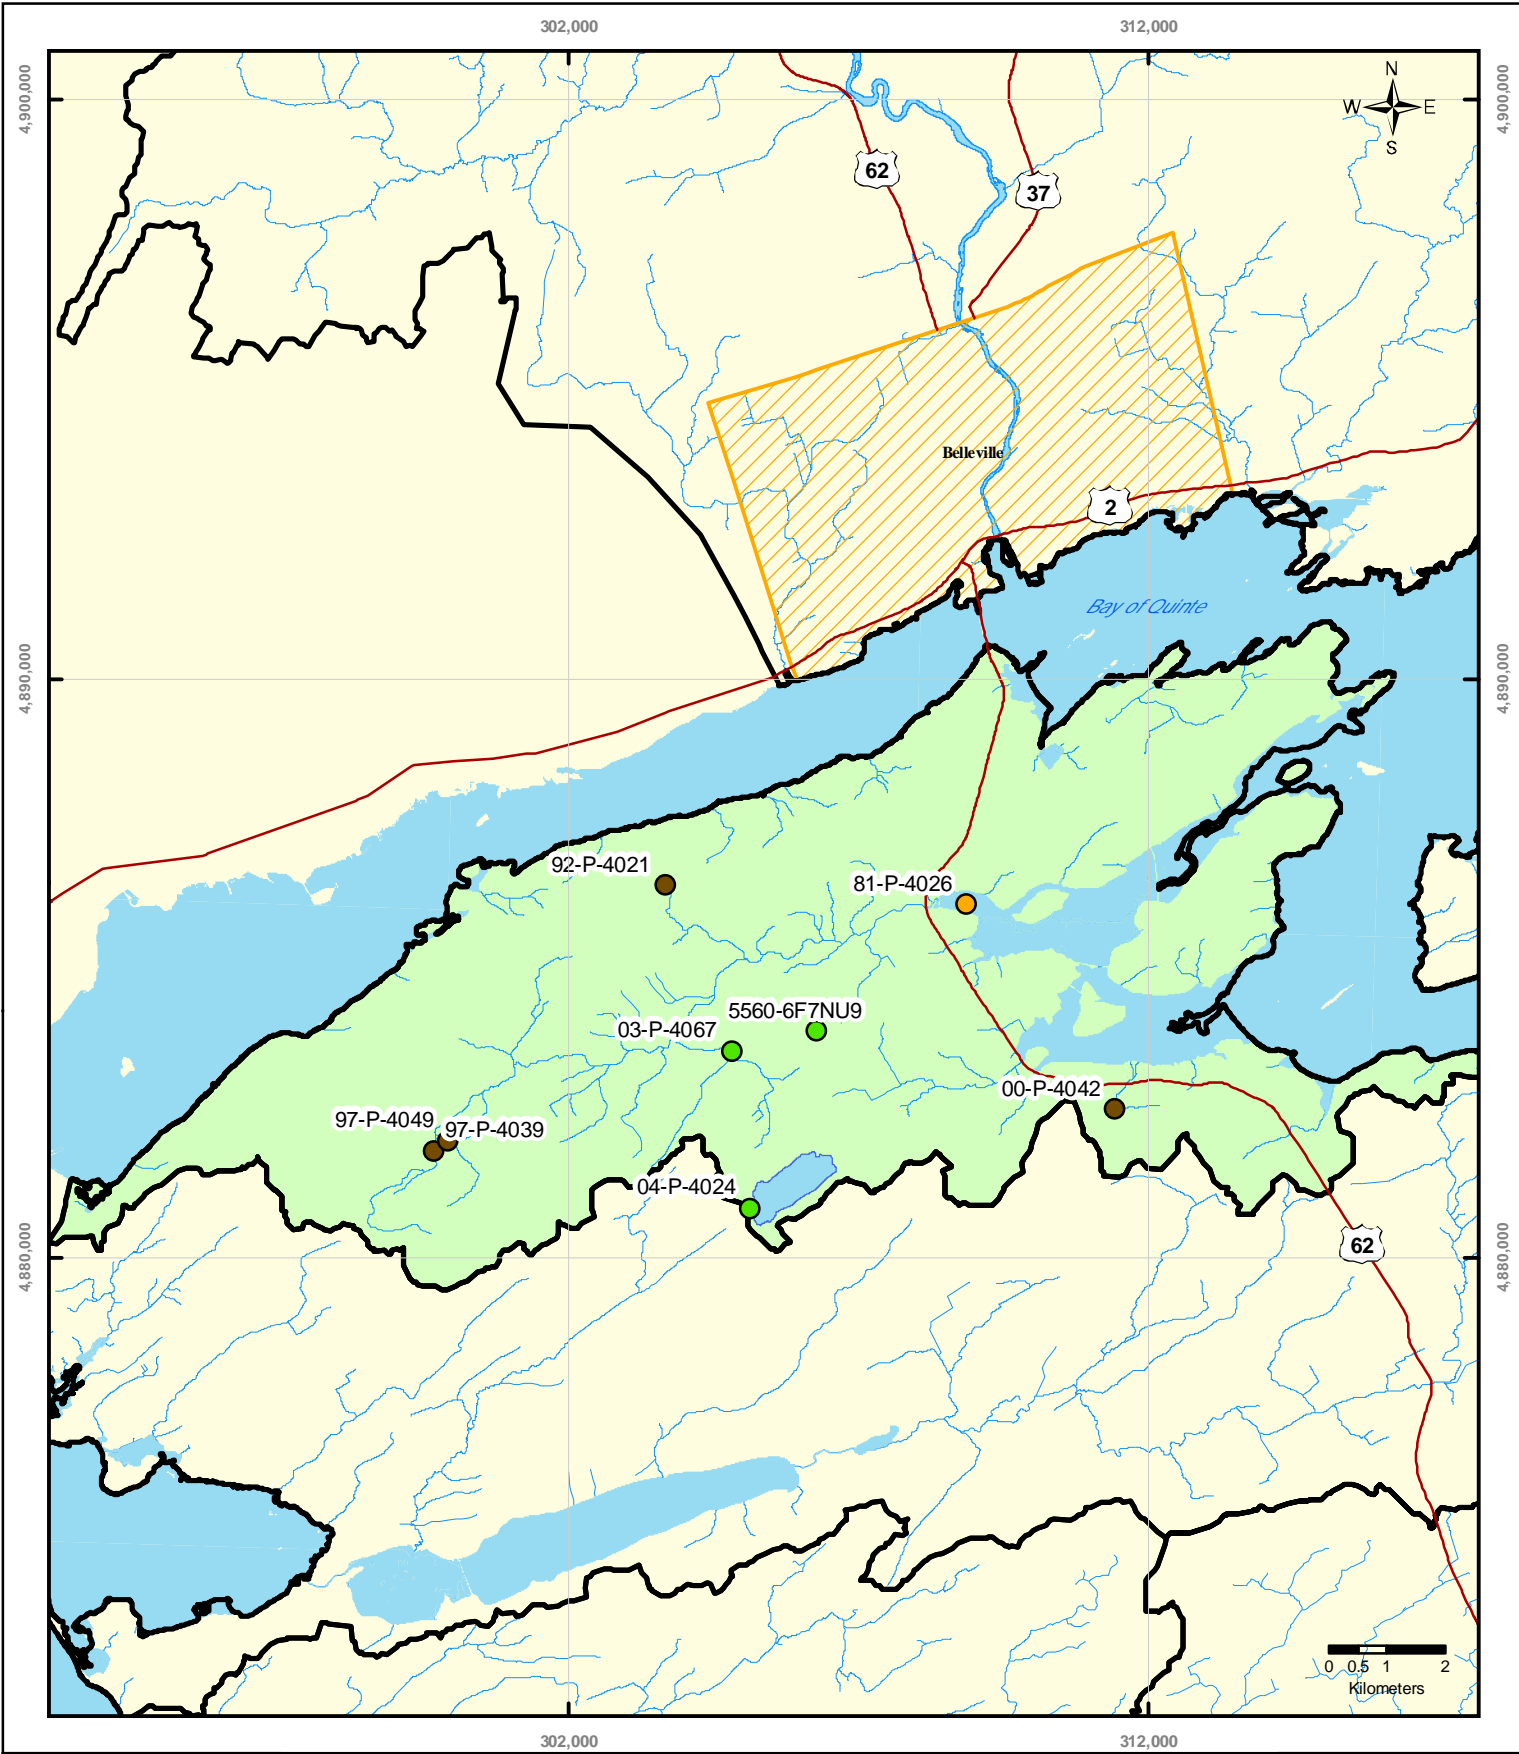 302,000
312,000
4,900,000
4,900,000
N
W
E
S
62
37
Belleville
2
Bay of Quinte
4,890,000
4,890,000
92-P-4021
81-P-4026
5560-6F7NU9
03-P-4067
00-P-4042
97-P-4049
97-P-4039
04-P-4024
4,880,000
4,880,000
62
0 0.5 1 2
Kilometers
302,000
312,000